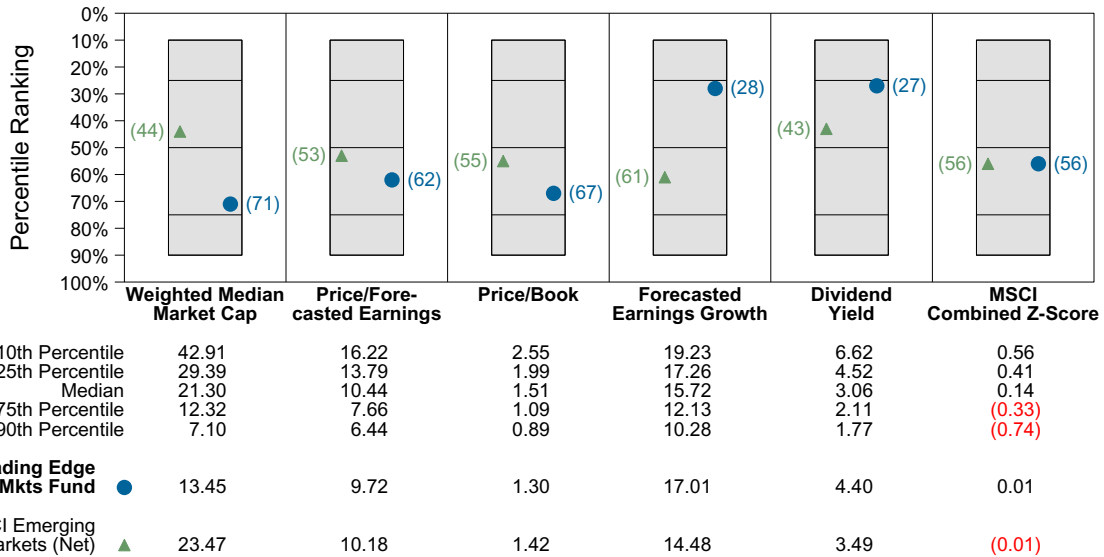 0%
10%
20%
30%
40%
50%
60%
70%
80%
90%
100%
Percentile Ranking
(44)
(71)
(53)
(62)
(55)
(67)
(61)
(28)
(43)
(27)
(56)
(56)
Weighted Median
Market Cap
Price/Fore-
casted Earnings
Price/Book
Forecasted
Earnings Growth
Dividend
Yield
MSCI
Combined Z-Score
10th Percentile 42.91 16.22 2.55 19.23 6.62 0.56
25th Percentile 29.39 13.79 1.99 17.26 4.52 0.41
Median 21.30 10.44 1.51 15.72 3.06 0.14
75th Percentile 12.32 7.66 1.09 12.13 2.11 (0.33)
90th Percentile 7.10 6.44 0.89 10.28 1.77 (0.74)
Edge
Mkts Fund 13.45 9.72 1.30 17.01 4.40 0.01
Emerging
(Net) 23.47 10.18 1.42 14.48 3.49 (0.01)